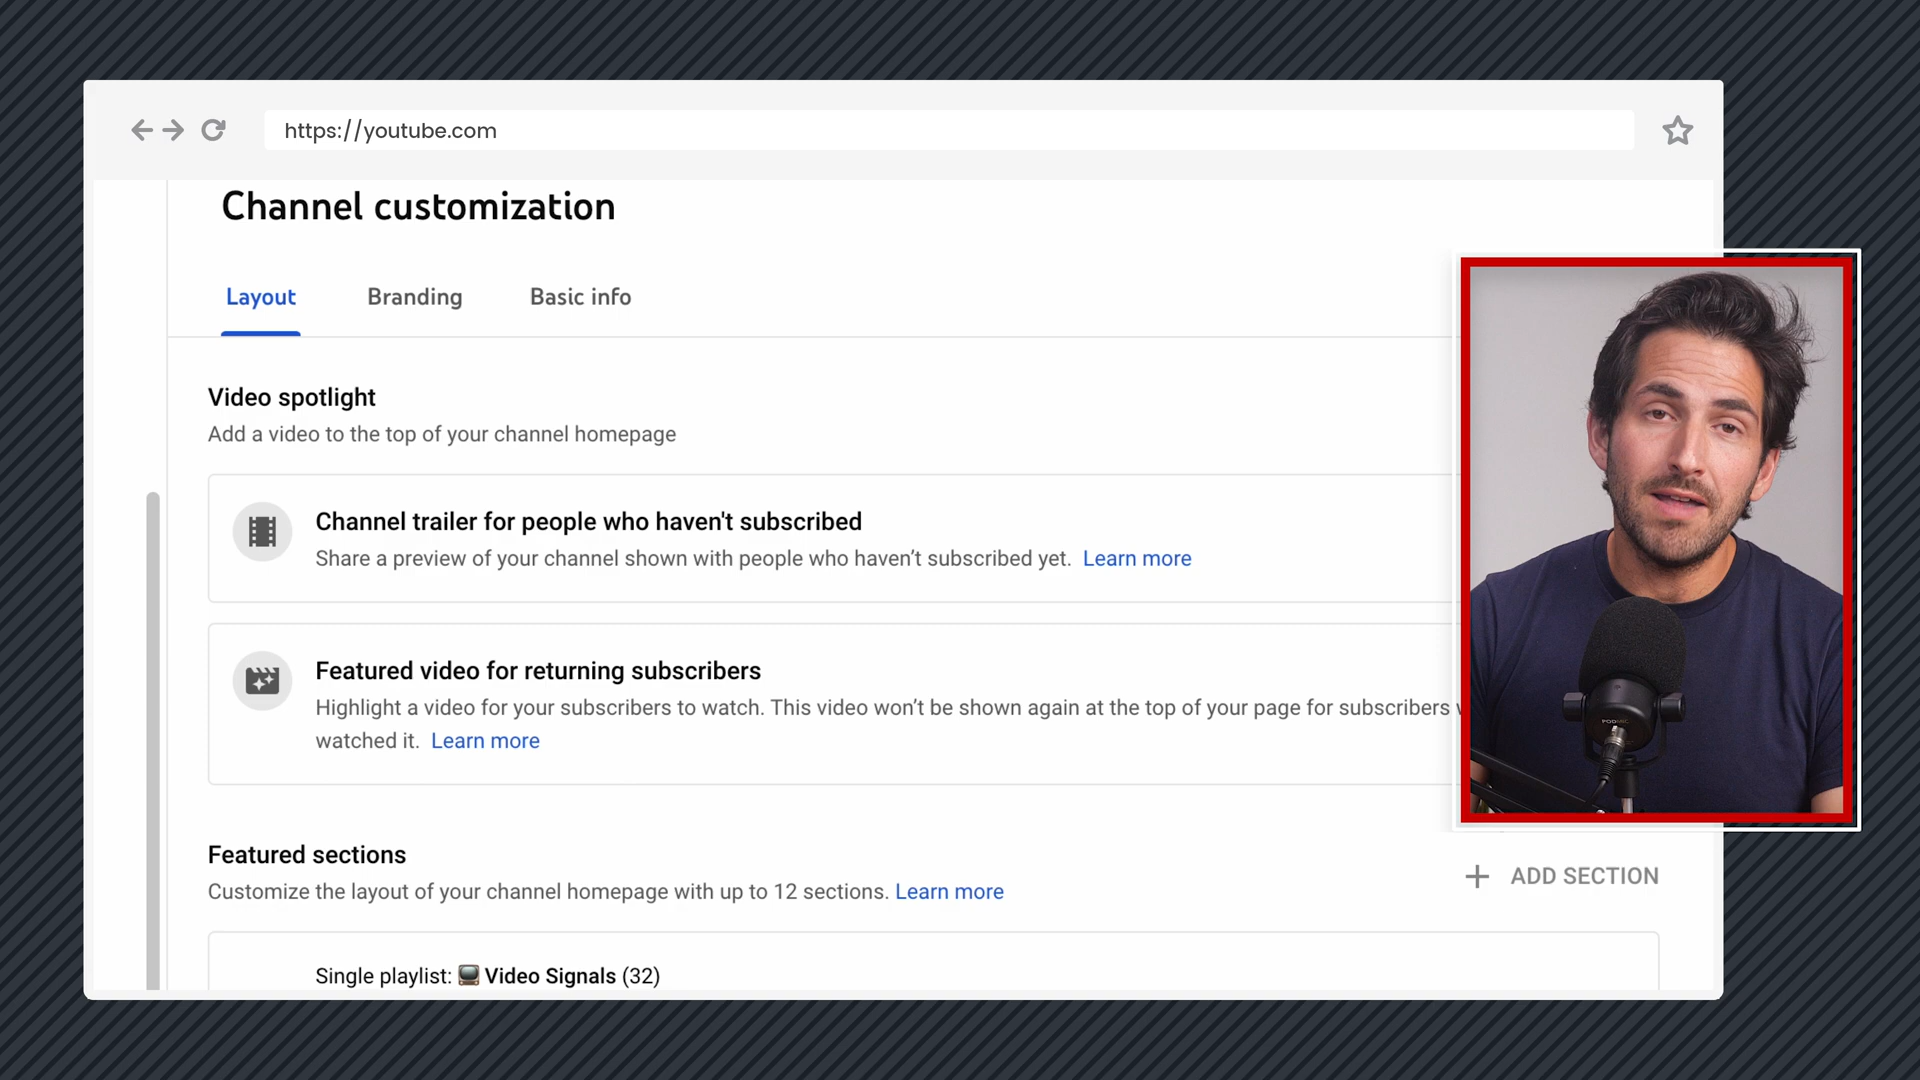 https://youtube.com
Channel customization
Layout Branding Basic info
Video spotlight
Add a video to the top of your channel homepage
Channel trailer for people who haven't subscribed
Share a preview of your channel shown with people who haven’t subscribed yet. Learn more
Featured video for returning subscribers
Highlight a video for your subscribers to watch. This video won’t be shown again at the top of your page for subscribers
watched it. Learn more
Featured sections
Customize the layout of your channel homepage with up to 12 sections. Learn more
+ ADD SECTION
Single playlist: Video Signals (32)